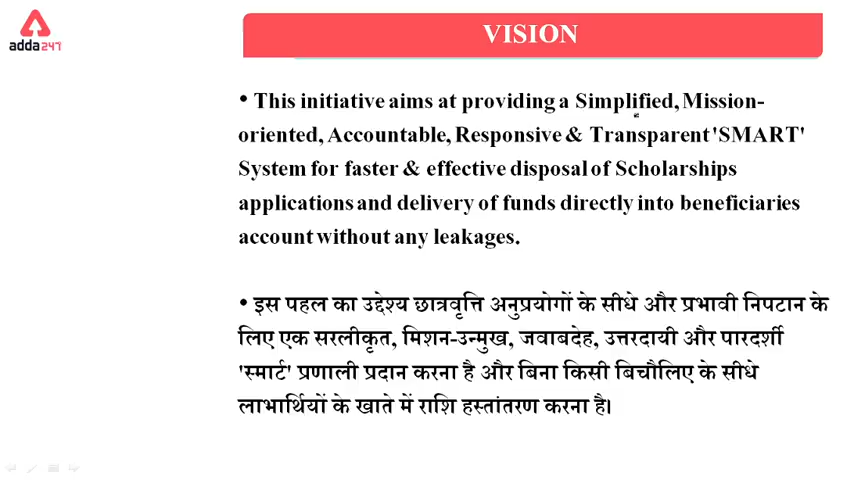 adda247
VISION
• This initiative aims at providing a Simplified, Mission-
oriented, Accountable, Responsive & Transparent 'SMART'
System for faster & effective disposal of Scholarships
applications and delivery of funds directly into beneficiaries
account without any leakages.
• इस पहल का उद्देश्य छात्रवृत्ति अनुप्रयोगों के सीधे और प्रभावी निपटान के
लिए एक सरलीकृत, मिशन-उन्मुख, जवाबदेह, उत्तरदायी और पारदर्शी
'स्मार्ट' प्रणाली प्रदान करना है और बिना किसी बिचौलिए के सीधे
लाभार्थियों के खाते में राशि हस्तांतरण करना है।